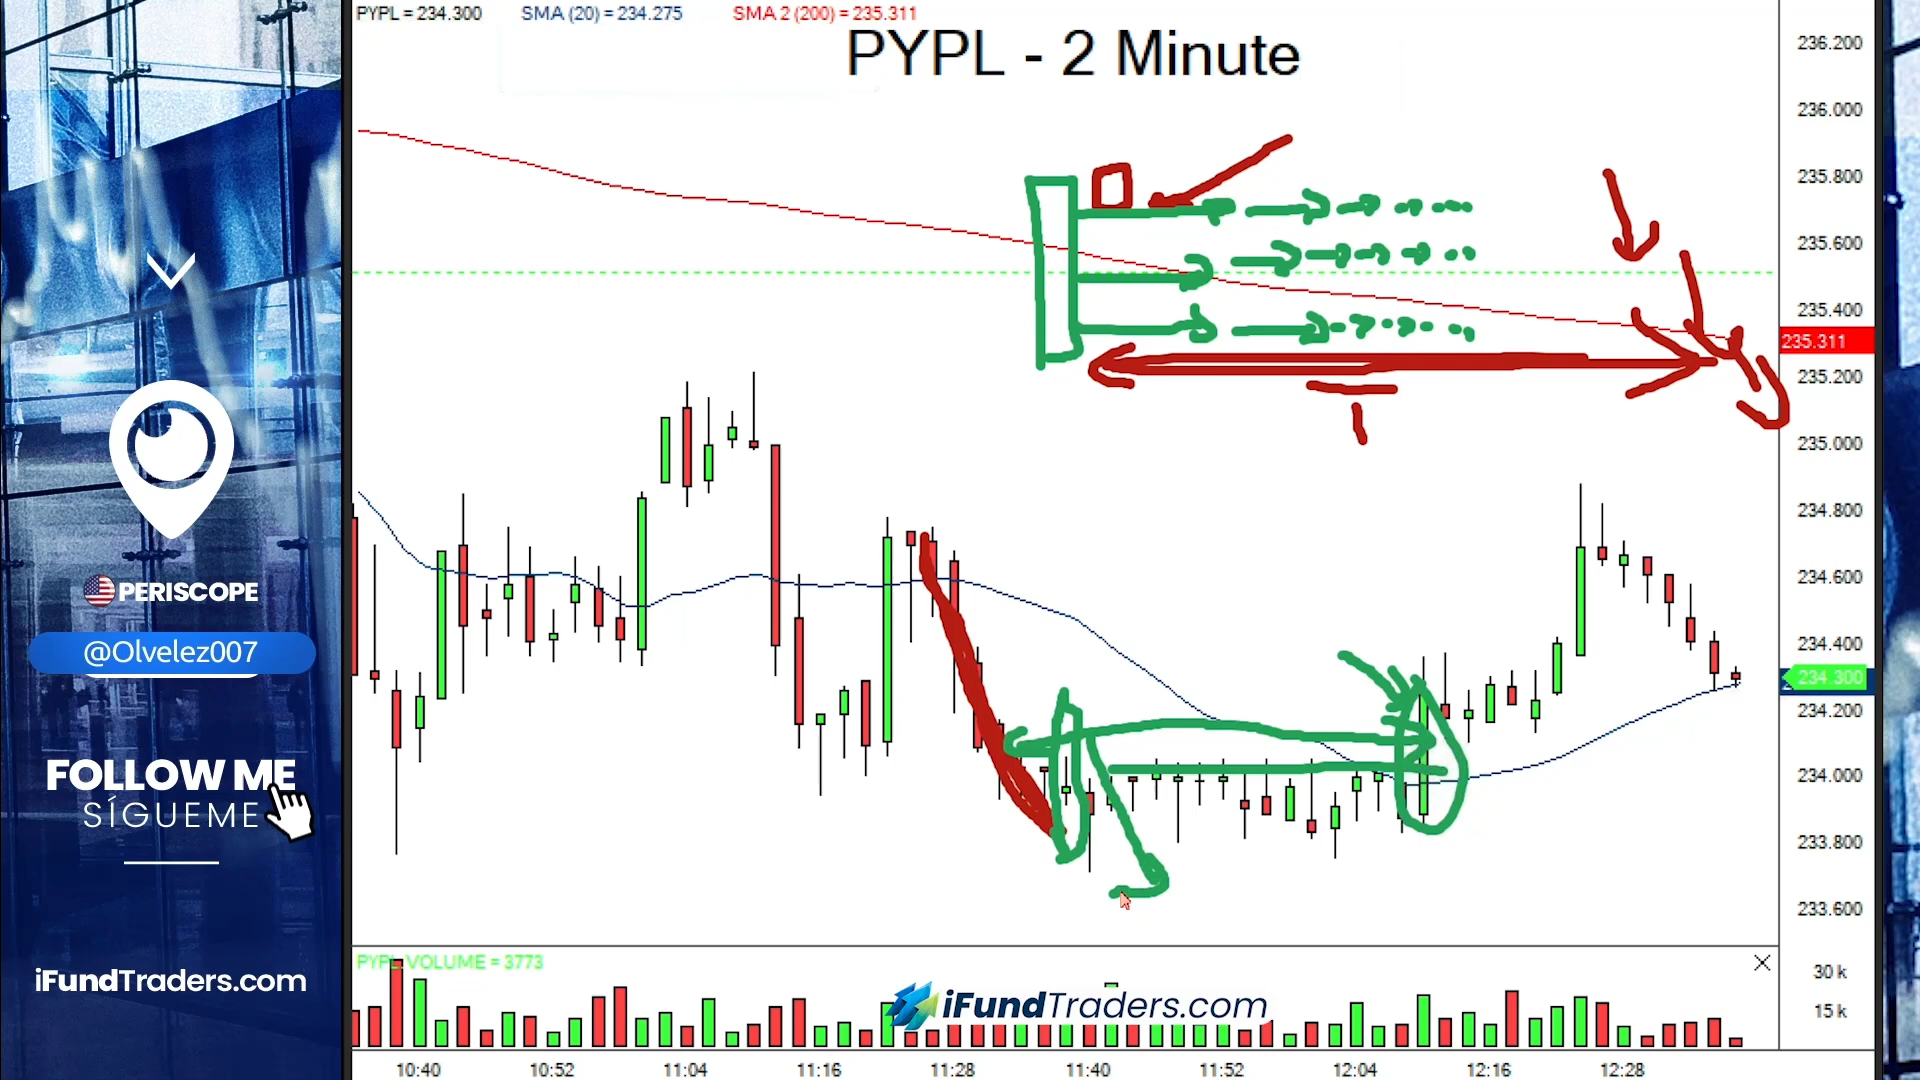 PYPL = 234.300 SMA (20) = 234.275 SMA 2 (200) = 235.311
PYPL - 2 Minute
236.200
236.000
235.800
235.600
235.400
235.311
235.200
235.000
234.800
234.600
234.400
234.300
234.200
234.000
233.800
233.600
PERISCOPE
@Olvelez007
FOLLOW ME
SÍGUEME
iFundTraders.com
PYPL VOLUME = 3773
30 k
15 k
iFundTraders.com
10:40 10:52 11:04 11:16 11:28 11:40 11:52 12:04 12:16 12:28